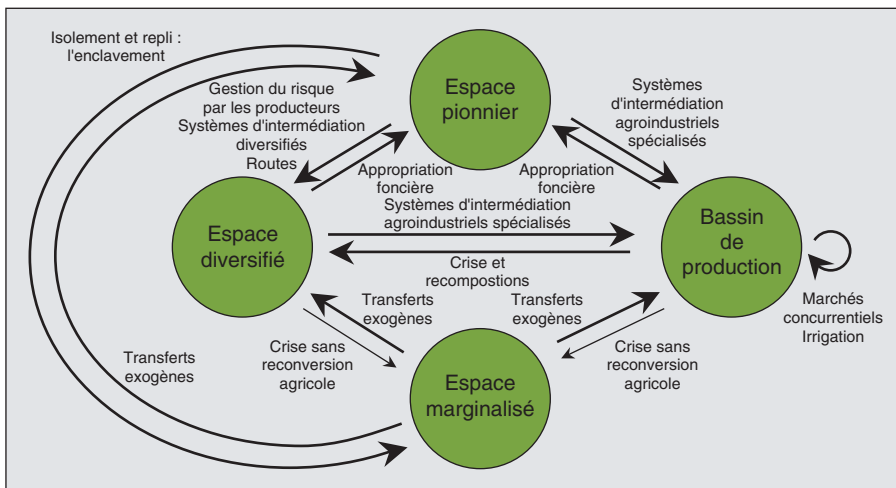 Isolement et repli :
l'enclavement
Espace
pionnier
Gestion du risque
par les producteurs
Systèmes d'intermédiation
diversifiés
Routes
Systèmes
d'intermédiation
agroindustriels
spécialisés
Appropriation
foncière
Appropriation
foncière
Systèmes d'intermédiation
agroindustriels spécialisés
Espace
diversifié
Bassin
de
production
Crise et
recompostions
Transferts
exogènes
Transferts
exogènes
Marchés
concurrentiels
Irrigation
Transferts
exogènes
Crise sans
reconversion
agricole
Crise sans
reconversion
agricole
Espace
marginalisé